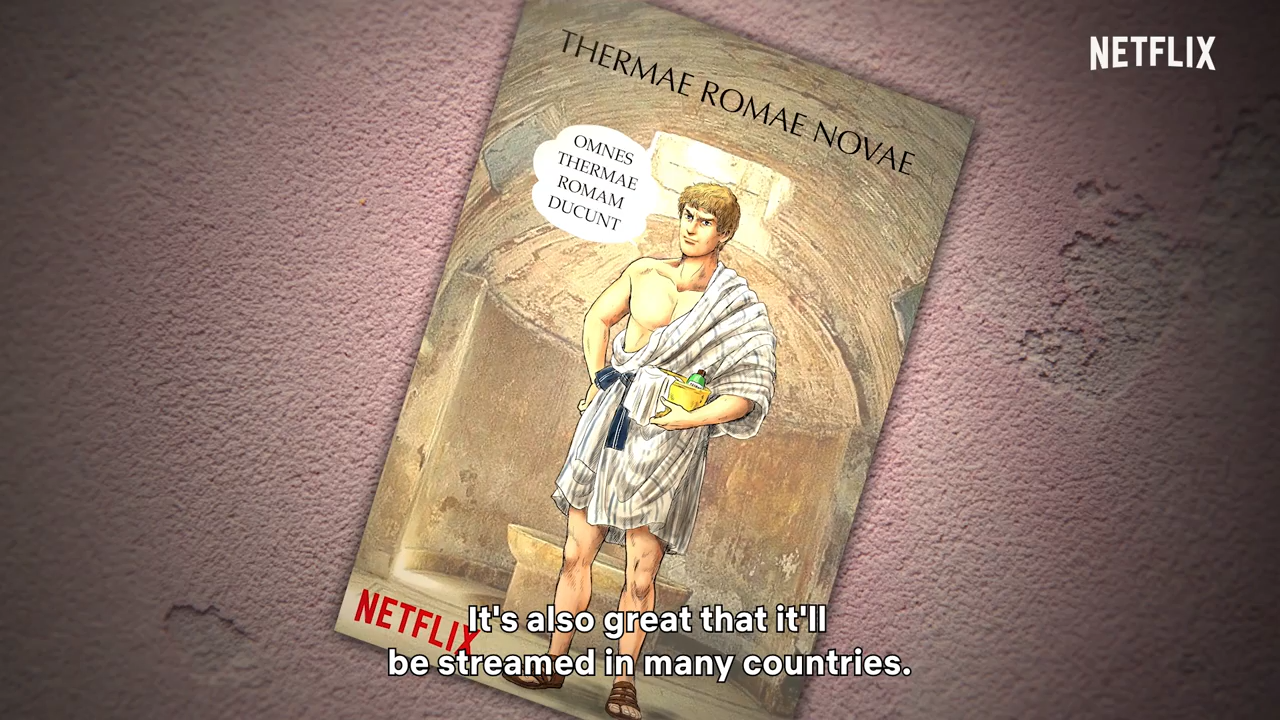 NETFLIX
THERMAE ROMAE NOVAE
OMNES
THERMAE
ROMAM
DUCUNT
NETFLIX
It's also great that it'll
be streamed in many countries.